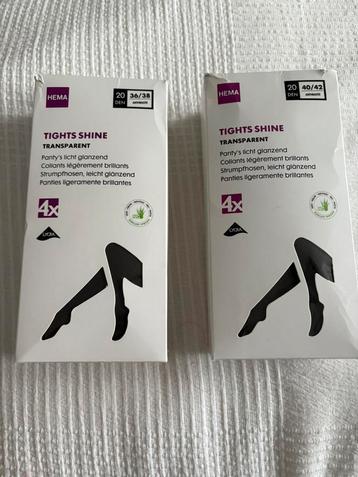 HEMA
20
DEN
36/38
TIGHTS SHINE
TRANSPARENT
Panty's licht glanzend
Collants légèrement brillants
Strumpfhosen, leicht glänzend
Panties ligeramente brillantes
4x
LYCRA
HEMA
20
DEN
40/42
TIGHTS SHINE
TRANSPARENT
Panty's licht glanzend
Collants légèrement brillants
Strumpfhosen, leicht glänzend
Panties ligeramente brillantes
4x
LYCRA